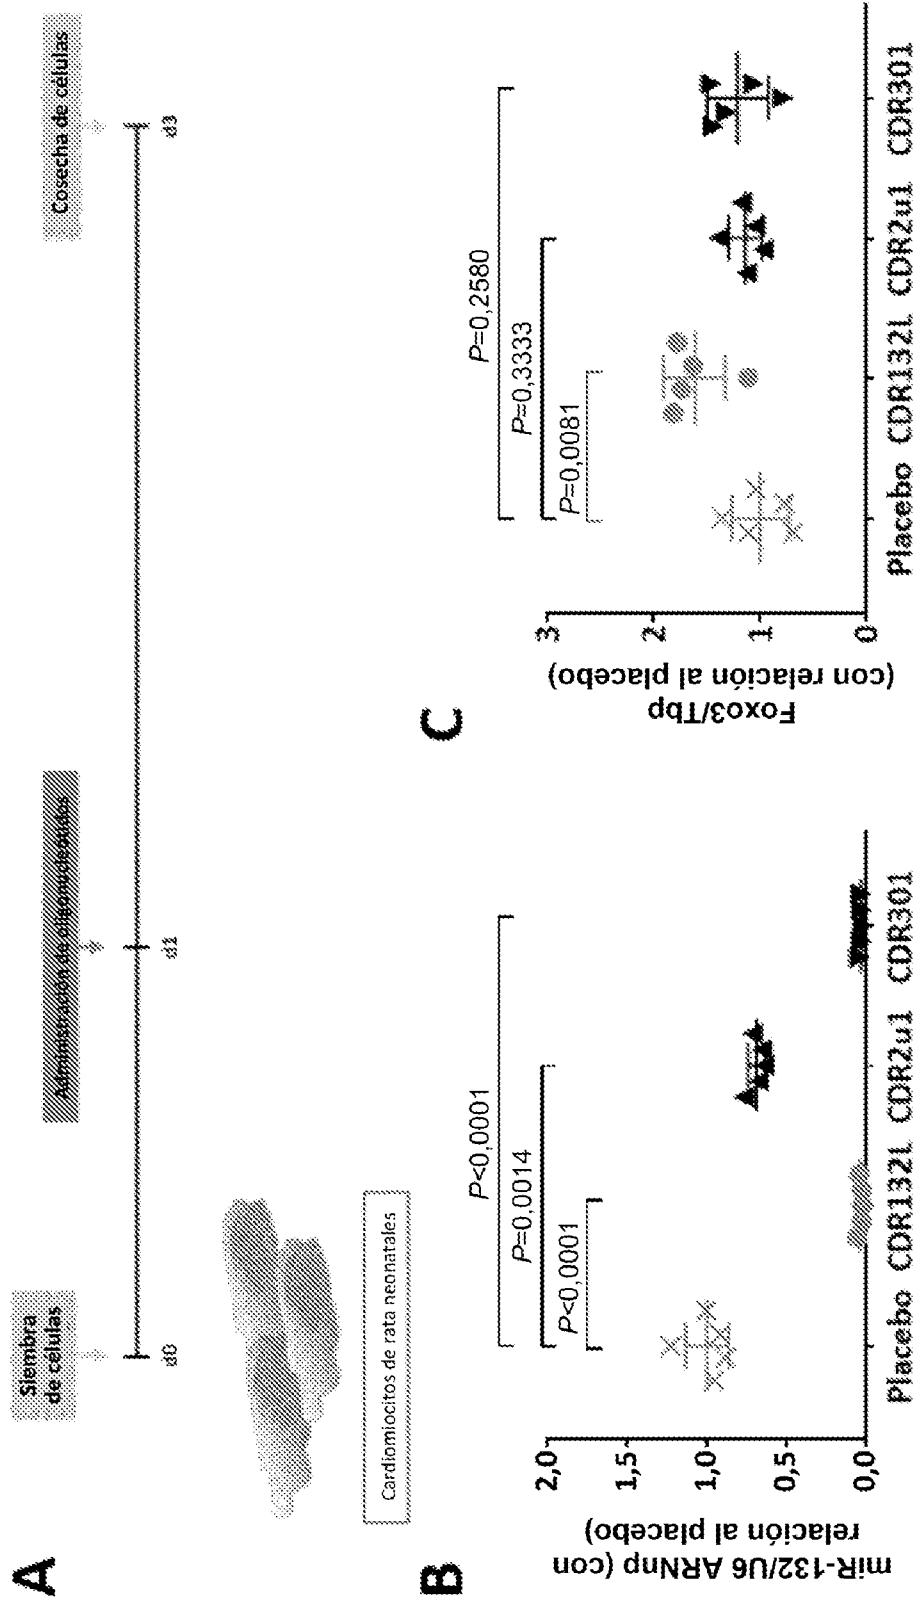 A
Siembra
de células
Administración de oligonucleótidos
Cosecha de células
d0
d1
d3
Cardiomiocitos de rata neonatales
B
miR-132/U6 ARNnp (con
relación al placebo)
2,0
1,5
1,0
0,5
0,0
P<0,0001
P=0,0014
P<0,0001
Placebo CDR132L CDR2u1 CDR301
C
Foxo3/Tbp
(con relación al placebo)
3
2
1
0
P=0,2580
P=0,3333
P=0,0081
Placebo CDR132L CDR2u1 CDR301